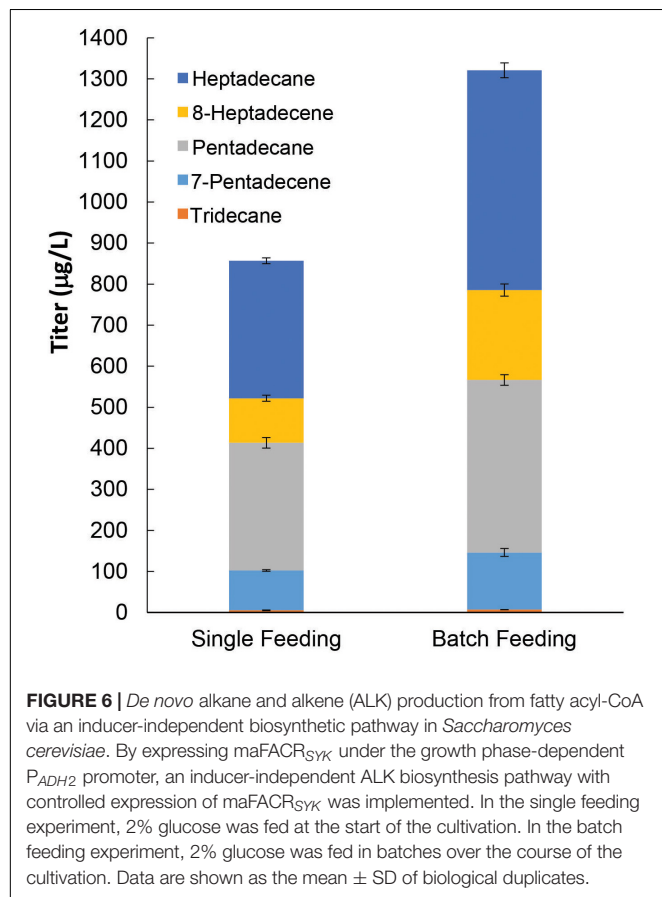 1400
1300
1200
1100
1000
900
800
700
600
500
400
300
200
100
0
Titer (µg/L)
Heptadecane
8-Heptadecene
Pentadecane
7-Pentadecene
Tridecane
Single Feeding
Batch Feeding
FIGURE 6 | De novo alkane and alkene (ALK) production from fatty acyl-CoA
via an inducer-independent biosynthetic pathway in Saccharomyces
cerevisiae. By expressing maFACRSYK under the growth phase-dependent
PADH2 promoter, an inducer-independent ALK biosynthesis pathway with
controlled expression of maFACRSYK was implemented. In the single feeding
experiment, 2% glucose was fed at the start of the cultivation. In the batch
feeding experiment, 2% glucose was fed in batches over the course of the
cultivation. Data are shown as the mean ± SD of biological duplicates.